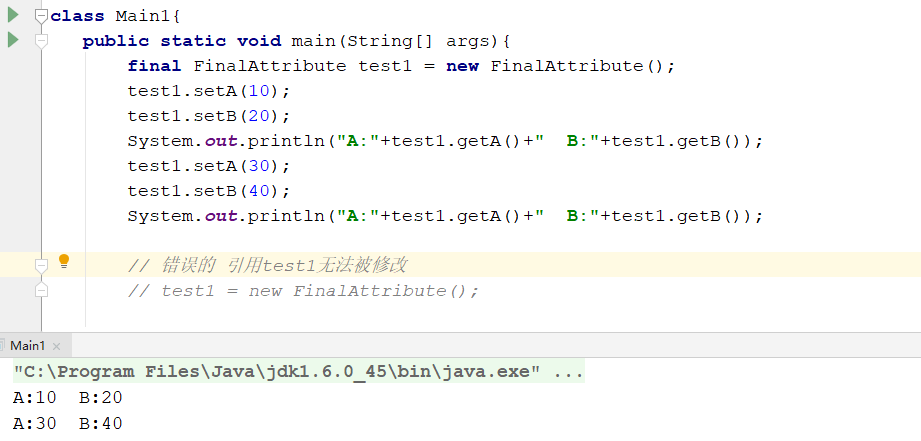 class Main1{
public static void main(String[] args){
final FinalAttribute test1 = new FinalAttribute();
test1.setA(10);
test1.setB(20);
System.out.println("A:"+test1.getA()+"  B:"+test1.getB());
test1.setA(30);
test1.setB(40);
System.out.println("A:"+test1.getA()+"  B:"+test1.getB());
// 错误的 引用test1无法被修改
// test1 = new FinalAttribute();
Main1 ×
"C:\Program Files\Java\jdk1.6.0_45\bin\java.exe" ...
A:10  B:20
A:30  B:40